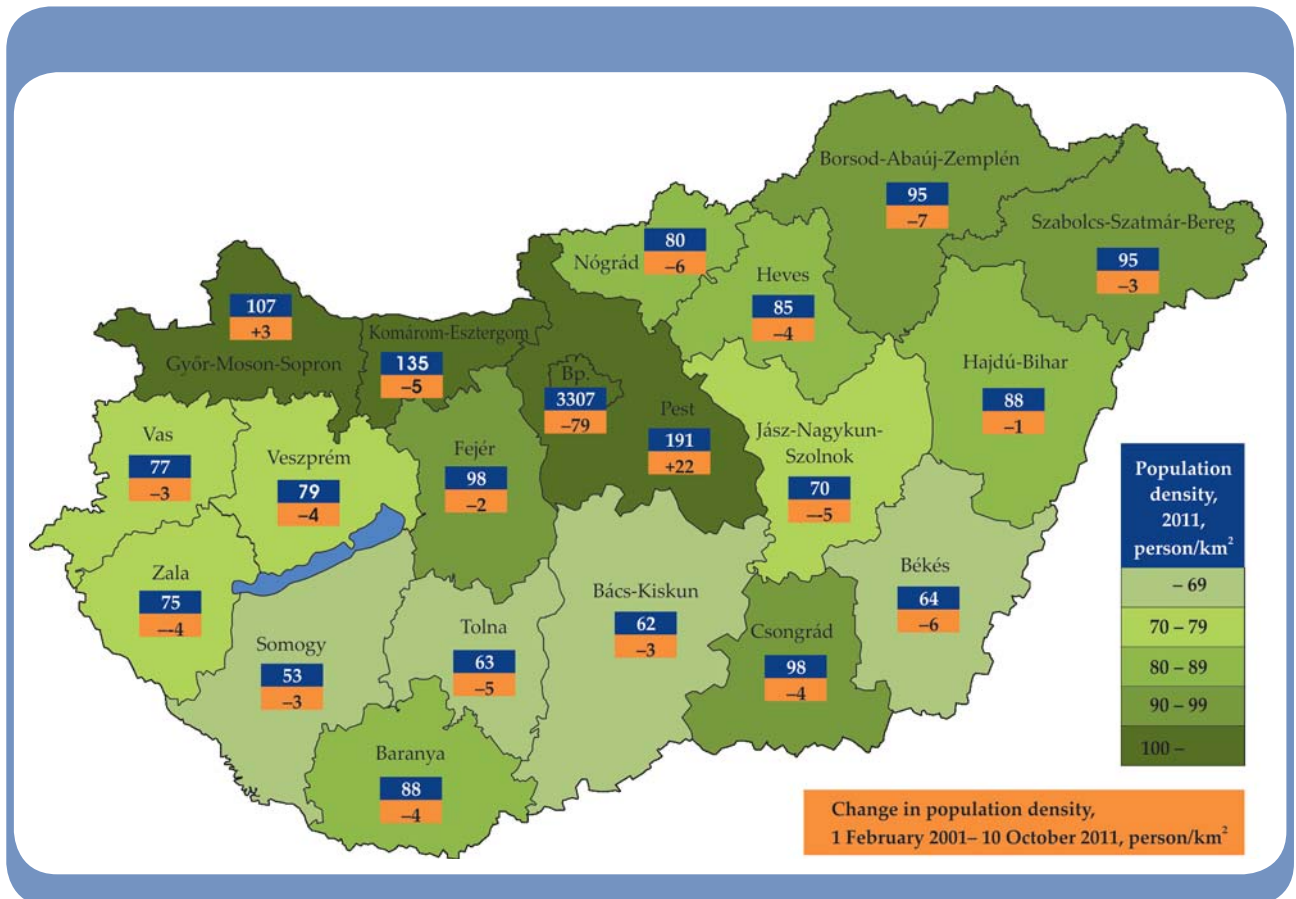 Borsod-Abaúj-Zemplén
95
–7
Szabolcs-Szatmár-Bereg
95
–3
Nógrád
80
–6
Heves
85
–4
107
+3
Győr-Moson-Sopron
Komárom-Esztergom
135
–5
Bp.
3307
–79
Pest
191
+22
Hajdú-Bihar
88
–1
Vas
77
–3
Veszprém
79
–4
Fejér
98
–2
Jász-Nagykun-
Szolnok
70
–-5
Zala
75
–-4
Somogy
53
–3
Tolna
63
–5
Bács-Kiskun
62
–3
Csongrád
98
–4
Békés
64
–6
Baranya
88
–4
Population
density,
2011,
person/km²
– 69
70 – 79
80 – 89
90 – 99
100 –
Change in population density,
1 February 2001– 10 October 2011, person/km²